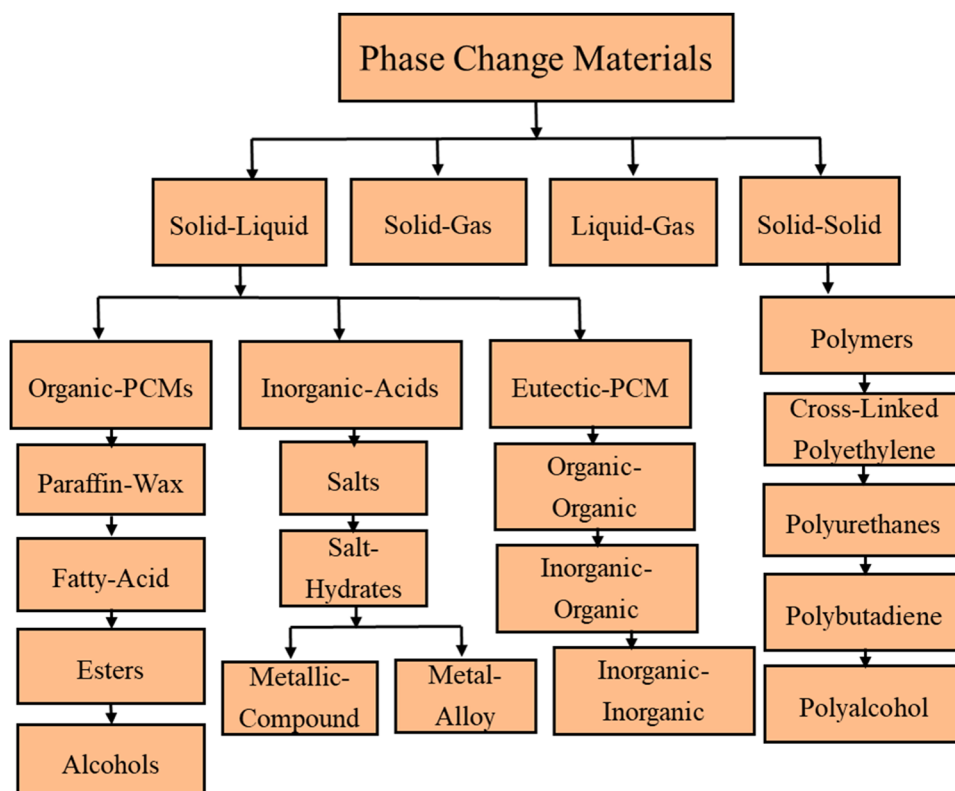 Phase Change Materials
Solid-Liquid
Solid-Gas
Liquid-Gas
Solid-Solid
Organic-PCMs
Inorganic-Acids
Eutectic-PCM
Polymers
Paraffin-Wax
Salts
Organic-
Organic
Cross-Linked
Polyethylene
Fatty-Acid
Salt-
Hydrates
Inorganic-
Organic
Polyurethanes
Esters
Metallic-
Compound
Metal-
Alloy
Inorganic-
Inorganic
Polybutadiene
Alcohols
Polyalcohol